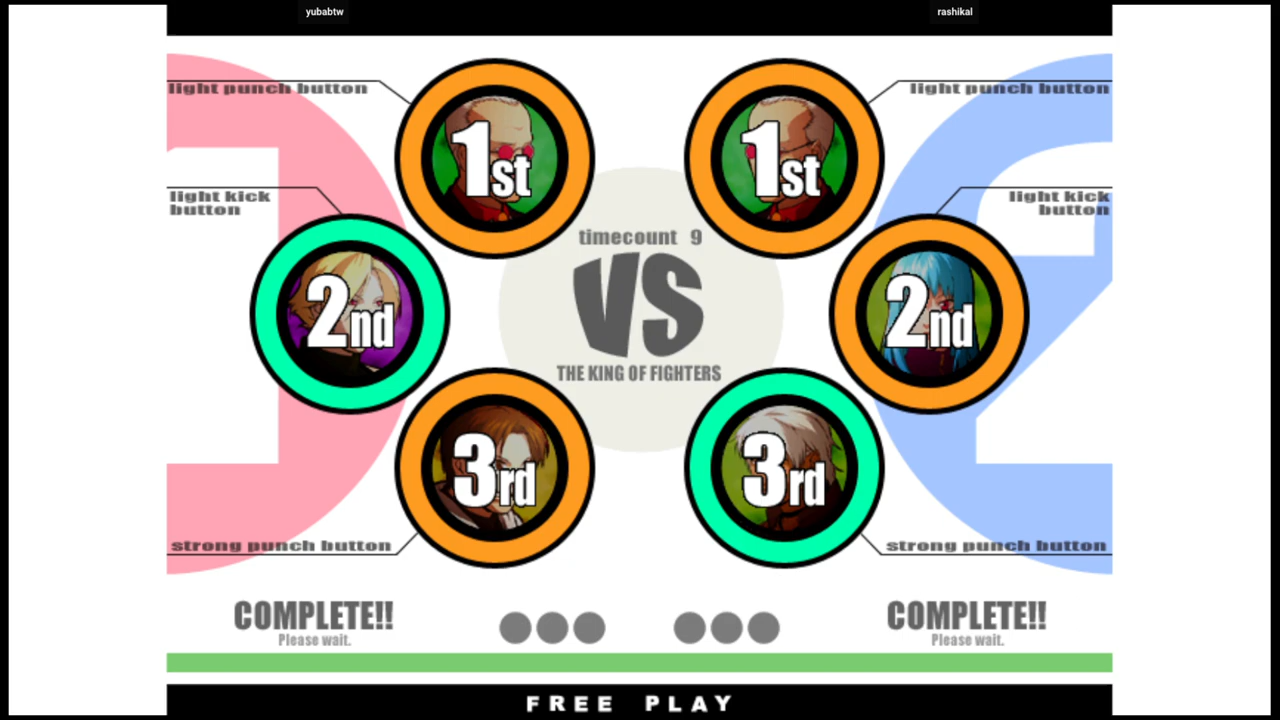 yubabtw
rashikal
light punch button
light punch button
1st
1st
light kick
button
light kick
button
timecount 9
VS
2nd
2nd
THE KING OF FIGHTERS
3rd
3rd
strong punch button
strong punch button
COMPLETE!!
Please wait.
COMPLETE!!
Please wait.
FREE PLAY
1
2